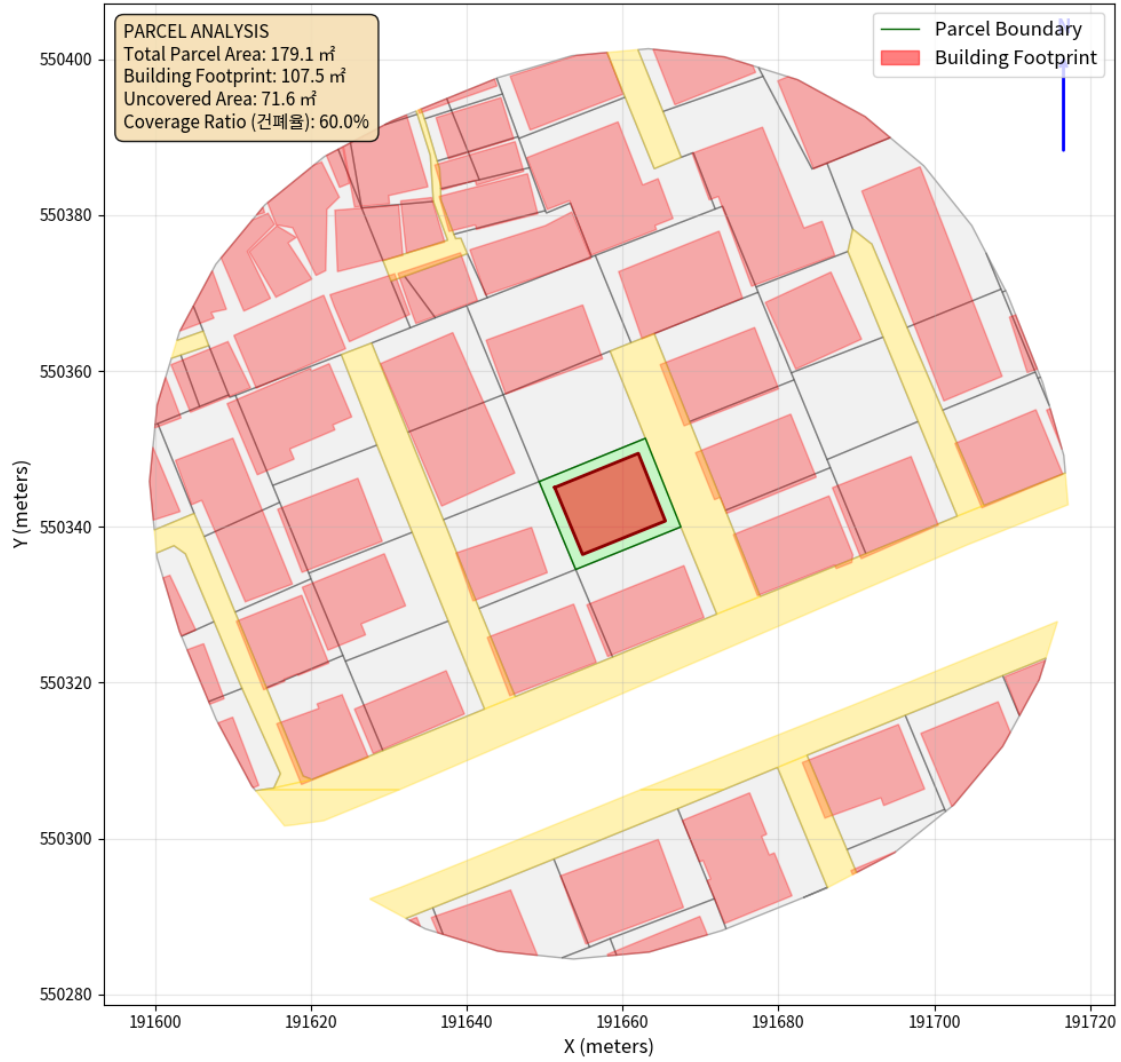 PARCEL ANALYSIS
Total Parcel Area: 179.1 ㎡
Building Footprint: 107.5 ㎡
Uncovered Area: 71.6 ㎡
Coverage Ratio (건폐율): 60.0%
N
Parcel Boundary
Building Footprint
550400
550380
550360
550340
550320
550300
550280
Y (meters)
191600
191620
191640
191660
191680
191700
191720
X (meters)